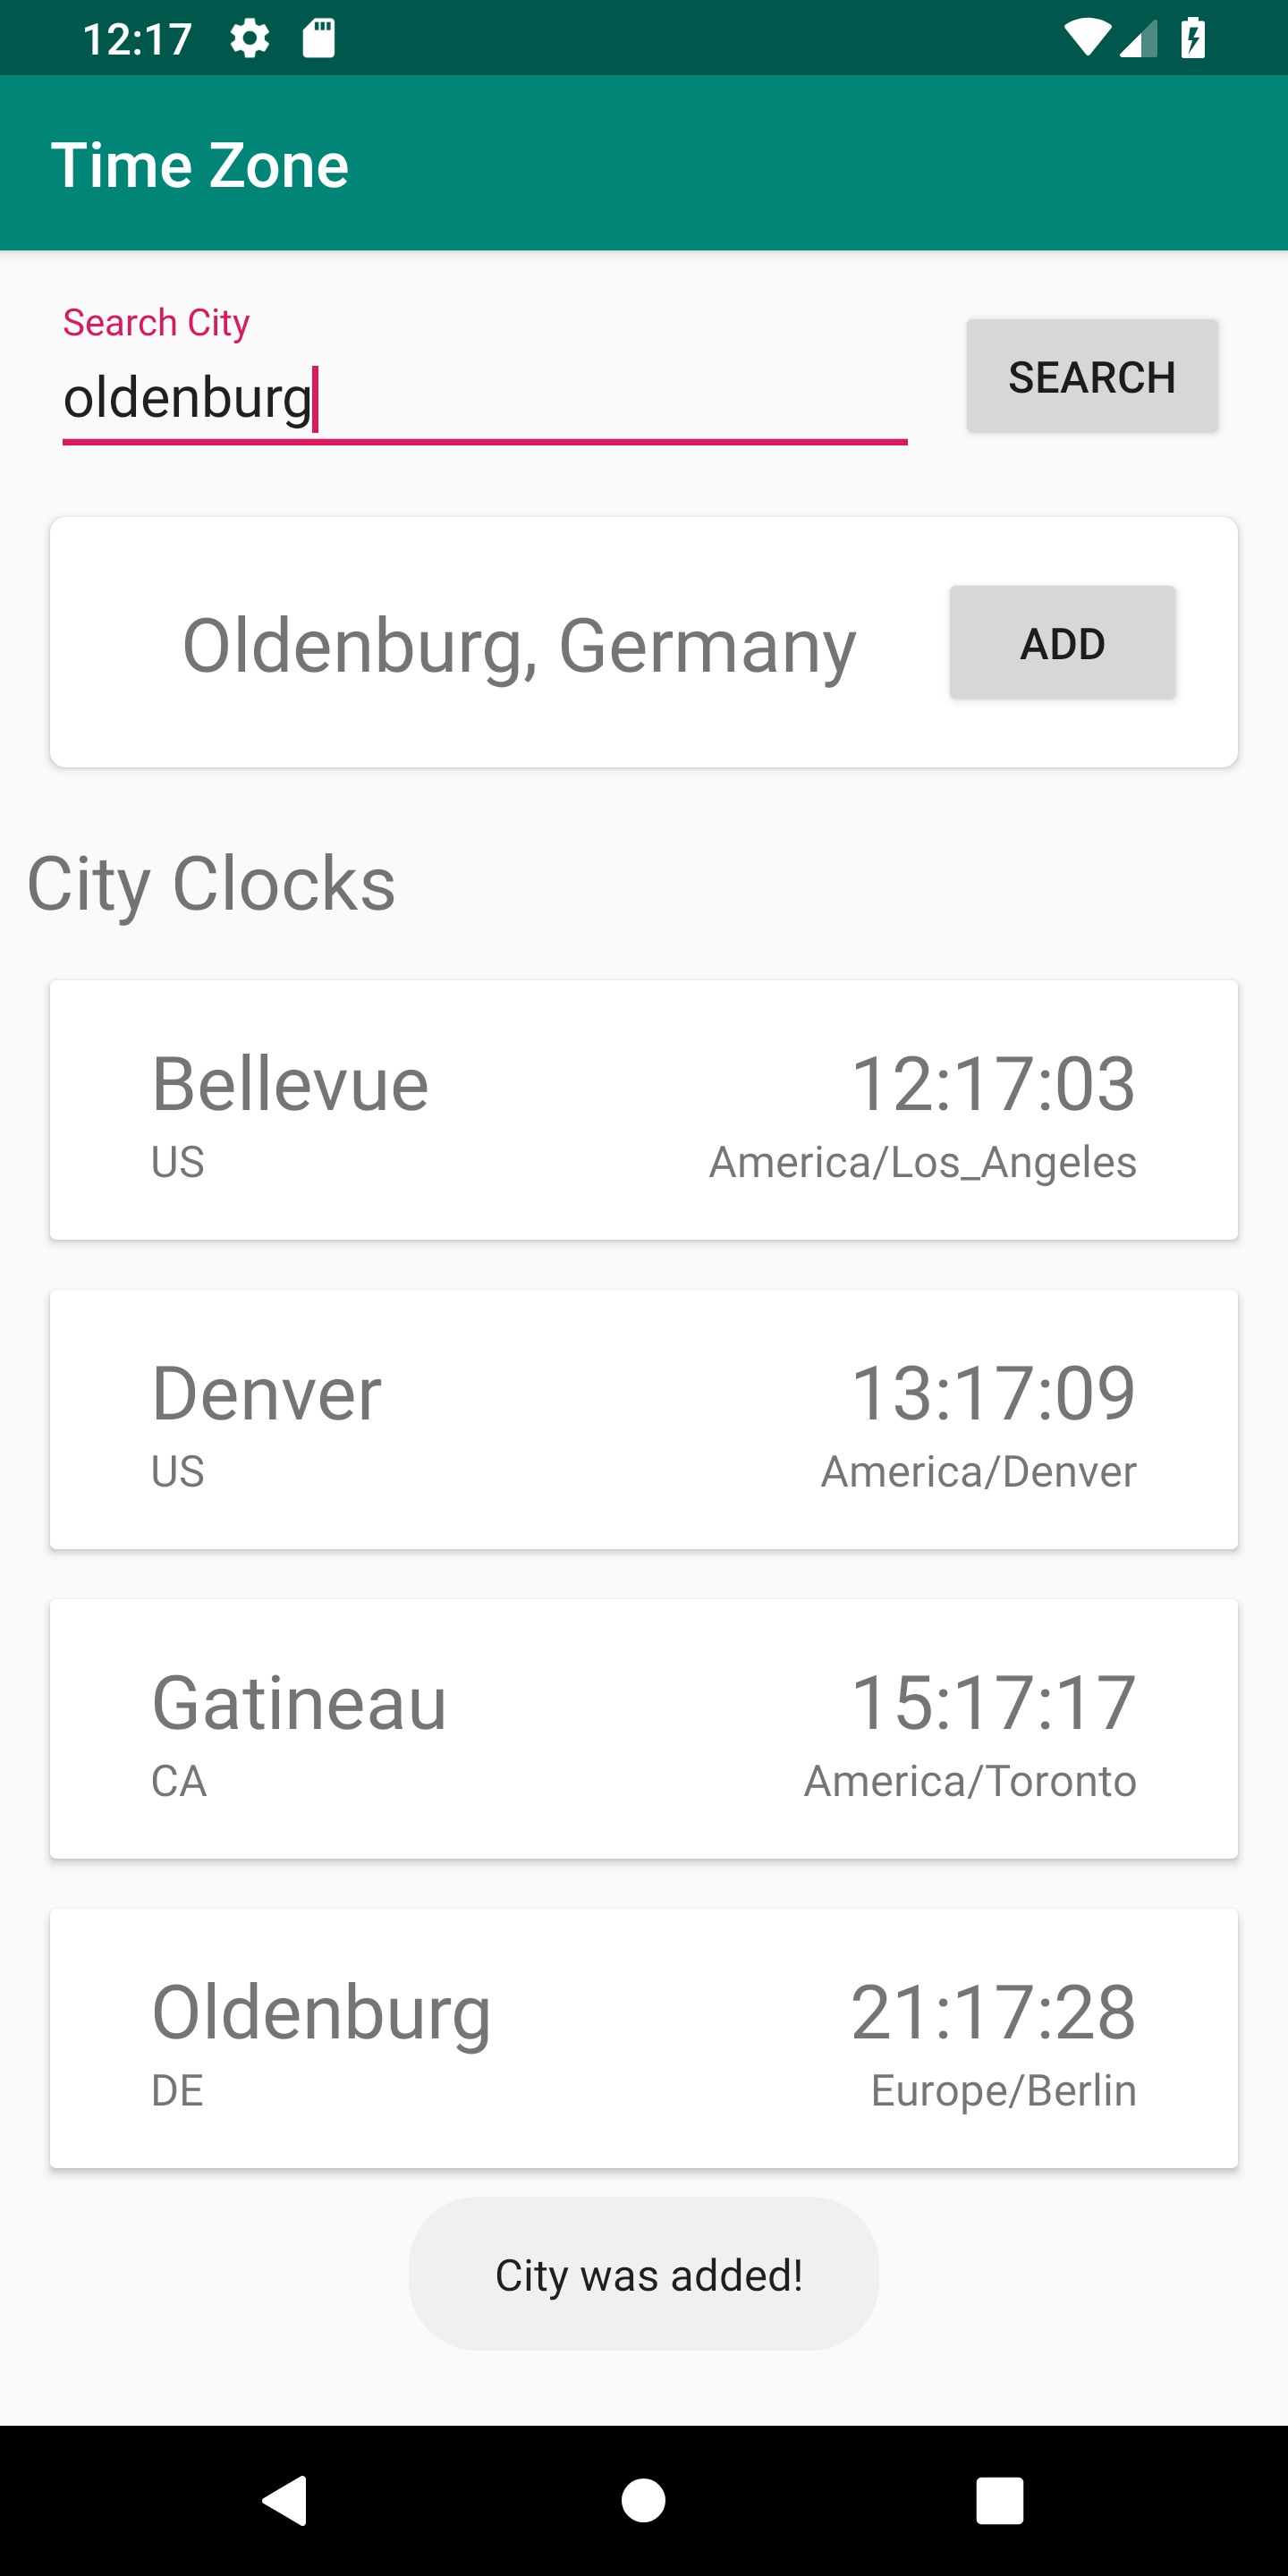 12:17
Time Zone
Search City
oldenburg
SEARCH
Oldenburg, Germany
ADD
City Clocks
Bellevue
12:17:03
US
America/Los_Angeles
Denver
13:17:09
US
America/Denver
Gatineau
15:17:17
CA
America/Toronto
Oldenburg
21:17:28
DE
Europe/Berlin
City was added!